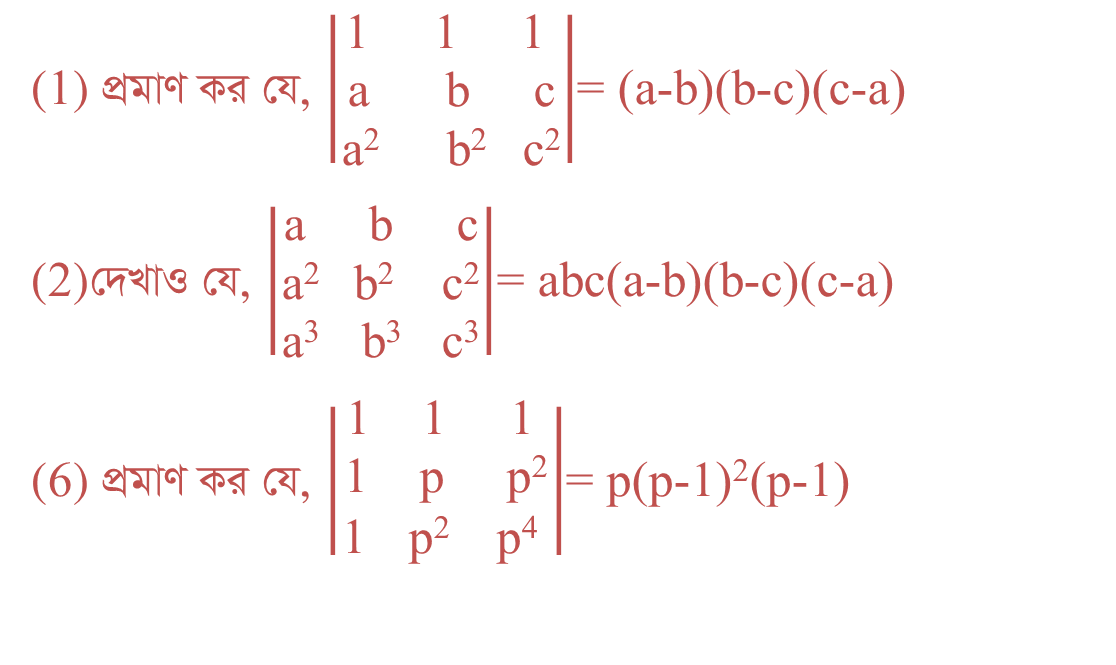 1 1 1
(1) প্রমাণ কর যে, a b c = (a-b)(b-c)(c-a)
a² b² c²
a b c
(2)দেখাও যে, a² b² c² = abc(a-b)(b-c)(c-a)
a³ b³ c³
1 1 1
(6) প্রমাণ কর যে, 1 p p² = p(p-1)²(p-1)
1 p² p⁴